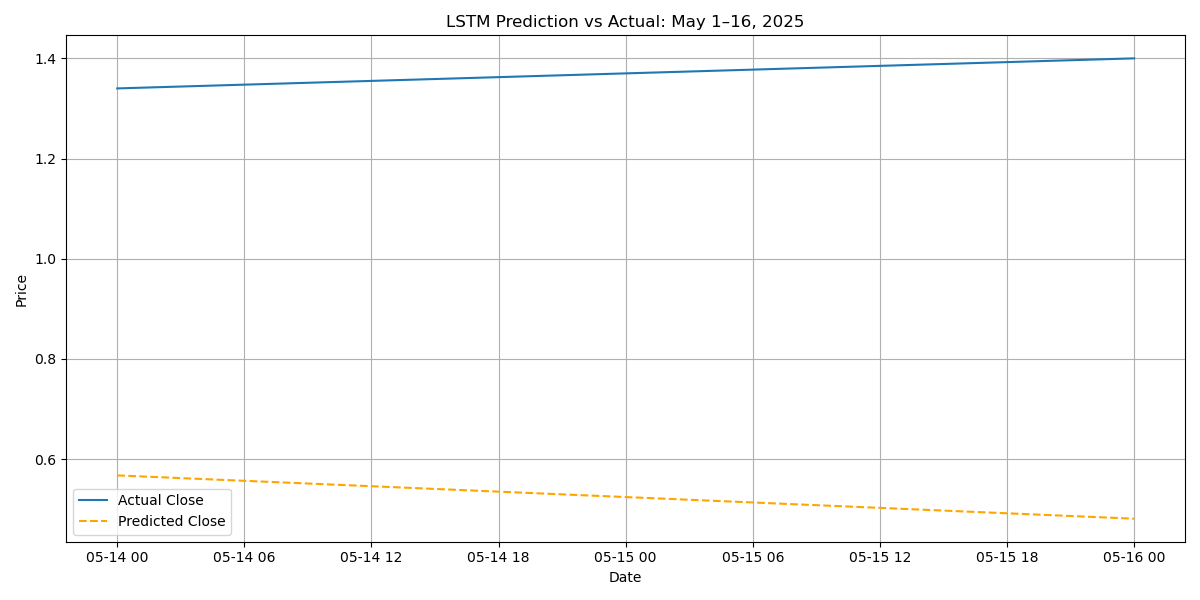 LSTM Prediction vs Actual: May 1–16, 2025
1.4
1.2
1.0
0.8
0.6
Price
Actual Close
Predicted Close
05-14 00 05-14 06 05-14 12 05-14 18 05-15 00 05-15 06 05-15 12 05-15 18 05-16 00
Date